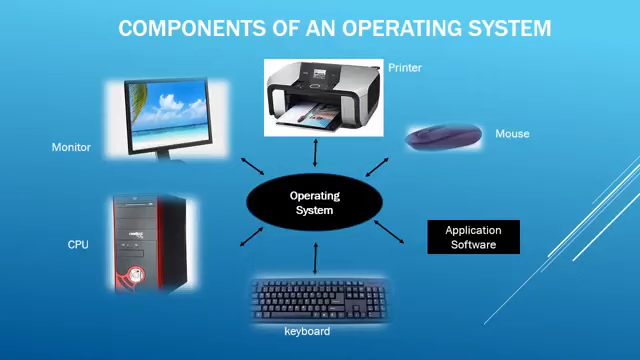 COMPONENTS OF AN OPERATING SYSTEM
Printer
Mouse
Monitor
Operating
System
Application
Software
CPU
keyboard